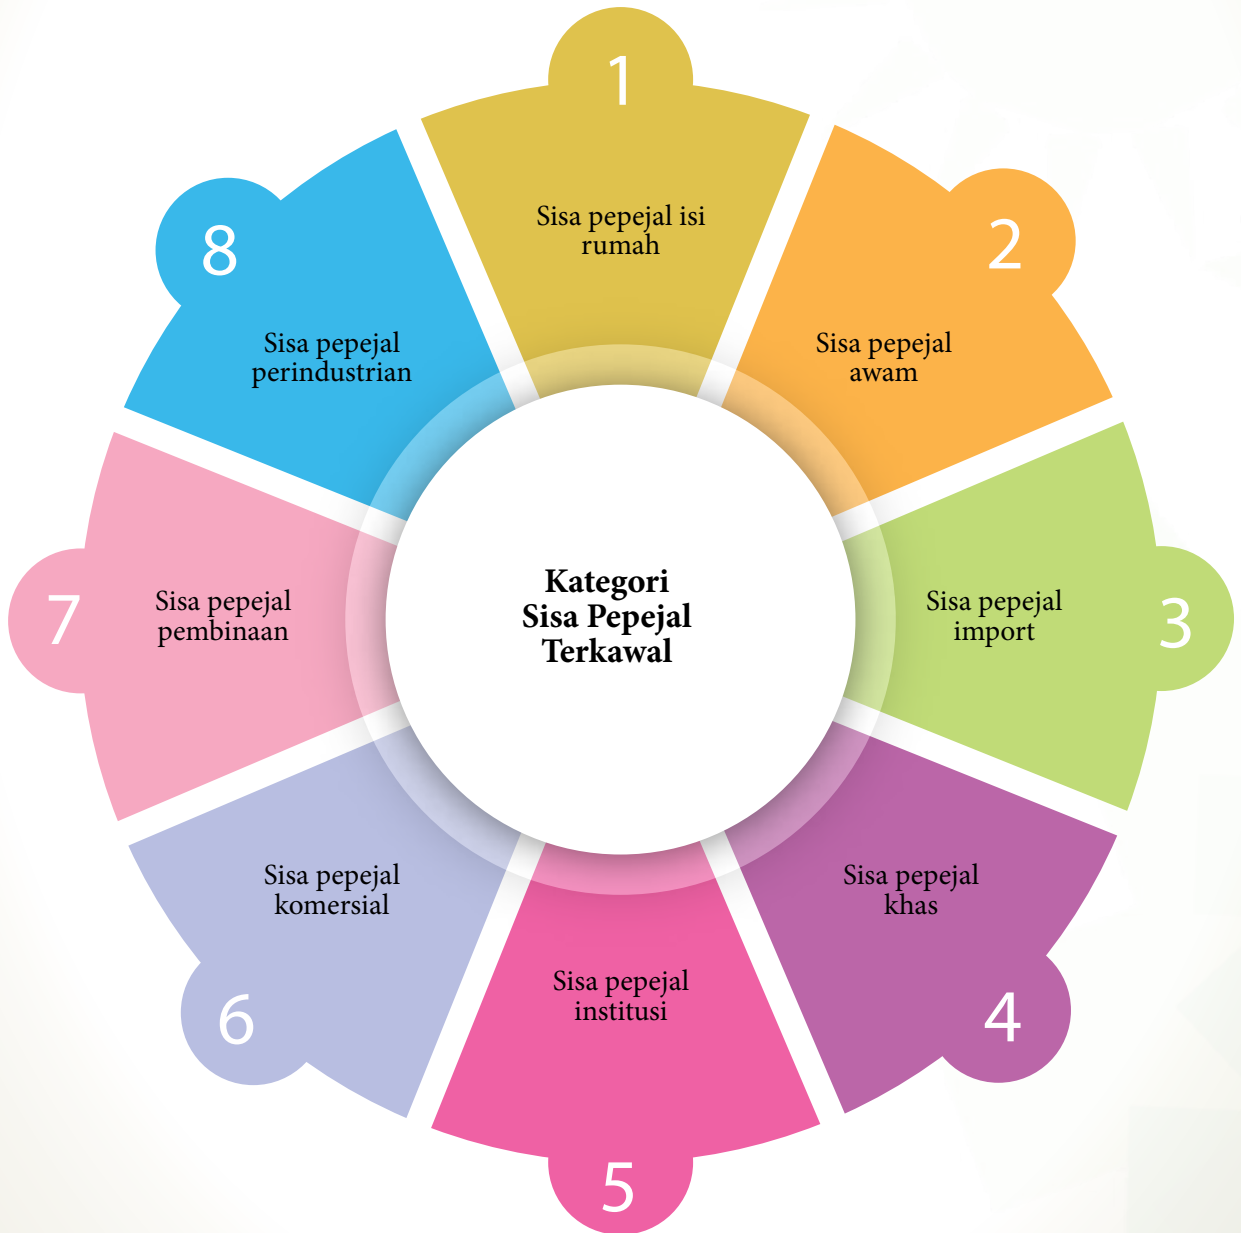 Kategori
Sisa Pepejal
Terkawal
1
Sisa pepejal isi
rumah
2
Sisa pepejal
awam
3
Sisa pepejal
import
4
Sisa pepejal
khas
5
Sisa pepejal
institusi
6
Sisa pepejal
komersial
7
Sisa pepejal
pembinaan
8
Sisa pepejal
perindustrian